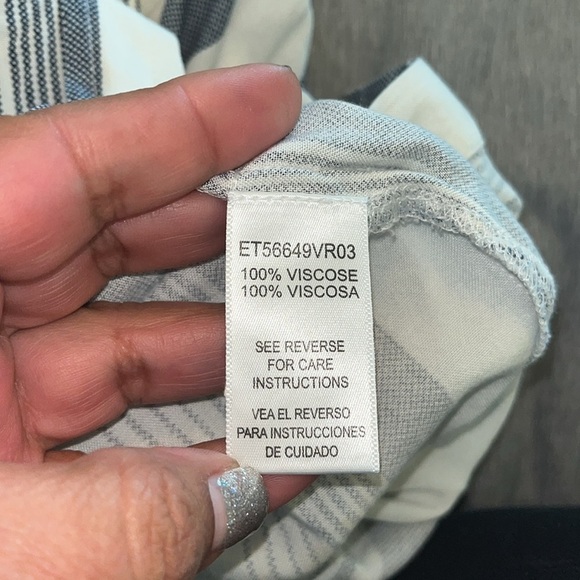 ET56649VR03
100% VISCOSE
100% VISCOSA
SEE REVERSE
FOR CARE
INSTRUCTIONS
VEA EL REVERSO
PARA INSTRUCCIONES
DE CUIDADO